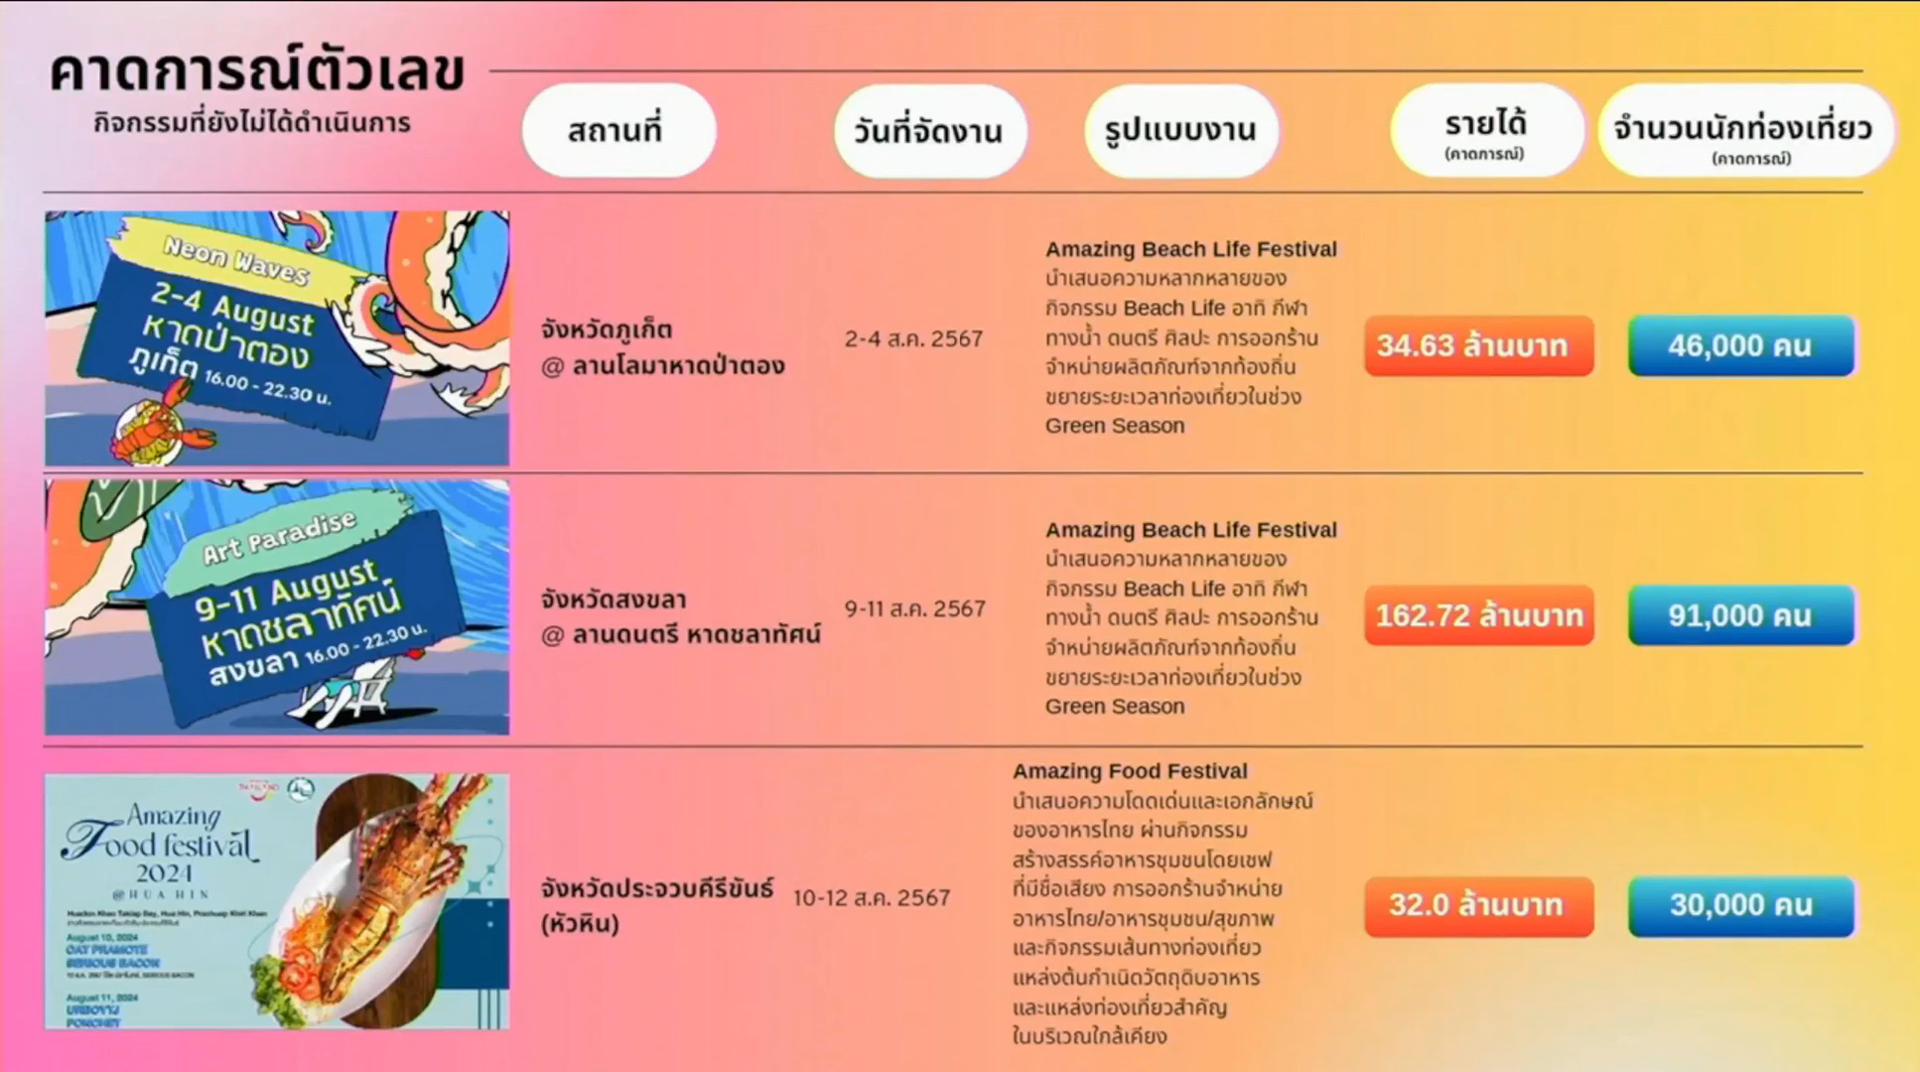 คาดการณ์ตัวเลข
กิจกรรมที่ยังไม่ได้ดำเนินการ
สถานที่
วันที่จัดงาน
รูปแบบงาน
รายได้
(คาดการณ์)
จำนวนนักท่องเที่ยว
(คาดการณ์)
Neon Waves
2-4 August
หาดป่าตอง
ภูเก็ต 16.00 - 22.30 น.
จังหวัดภูเก็ต
@ ลานโลมาหาดป่าตอง
2-4 ส.ค. 2567
Amazing Beach Life Festival
นำเสนอความหลากหลายของ
กิจกรรม Beach Life อาทิ กีฬา
ทางน้ำ ดนตรี ศิลปะ การออกร้าน
จำหน่ายผลิตภัณฑ์จากท้องถิ่น
ขยายระยะเวลาท่องเที่ยวในช่วง
Green Season
34.63 ล้านบาท
46,000 คน
Art Paradise
9-11 August
หาดชลาทัศน์
สงขลา 16.00 - 22.30 น.
จังหวัดสงขลา
@ ลานดนตรี หาดชลาทัศน์
9-11 ส.ค. 2567
Amazing Beach Life Festival
นำเสนอความหลากหลายของ
กิจกรรม Beach Life อาทิ กีฬา
ทางน้ำ ดนตรี ศิลปะ การออกร้าน
จำหน่ายผลิตภัณฑ์จากท้องถิ่น
ขยายระยะเวลาท่องเที่ยวในช่วง
Green Season
162.72 ล้านบาท
91,000 คน
Amazing
Food festival
2024
@HUA HIN
Huadon Khao Takiap Bay, Hua Hin, Prachuap Khiri Khan
August 10, 2024
OAT PRAMOTE
SERIOUS BACON
August 11, 2024
URBOYTJ
PONCHET
จังหวัดประจวบคีรีขันธ์
(หัวหิน)
10-12 ส.ค. 2567
Amazing Food Festival
นำเสนอความโดดเด่นและเอกลักษณ์
ของอาหารไทย ผ่านกิจกรรม
สร้างสรรค์อาหารชุมชนโดยเชฟ
ที่มีชื่อเสียง การออกร้านจำหน่าย
อาหารไทย/อาหารชุมชน/สุขภาพ
และกิจกรรมเส้นทางท่องเที่ยว
แหล่งต้นกำเนิดวัตถุดิบอาหาร
และแหล่งท่องเที่ยวสำคัญ
ในบริเวณใกล้เคียง
32.0 ล้านบาท
30,000 คน